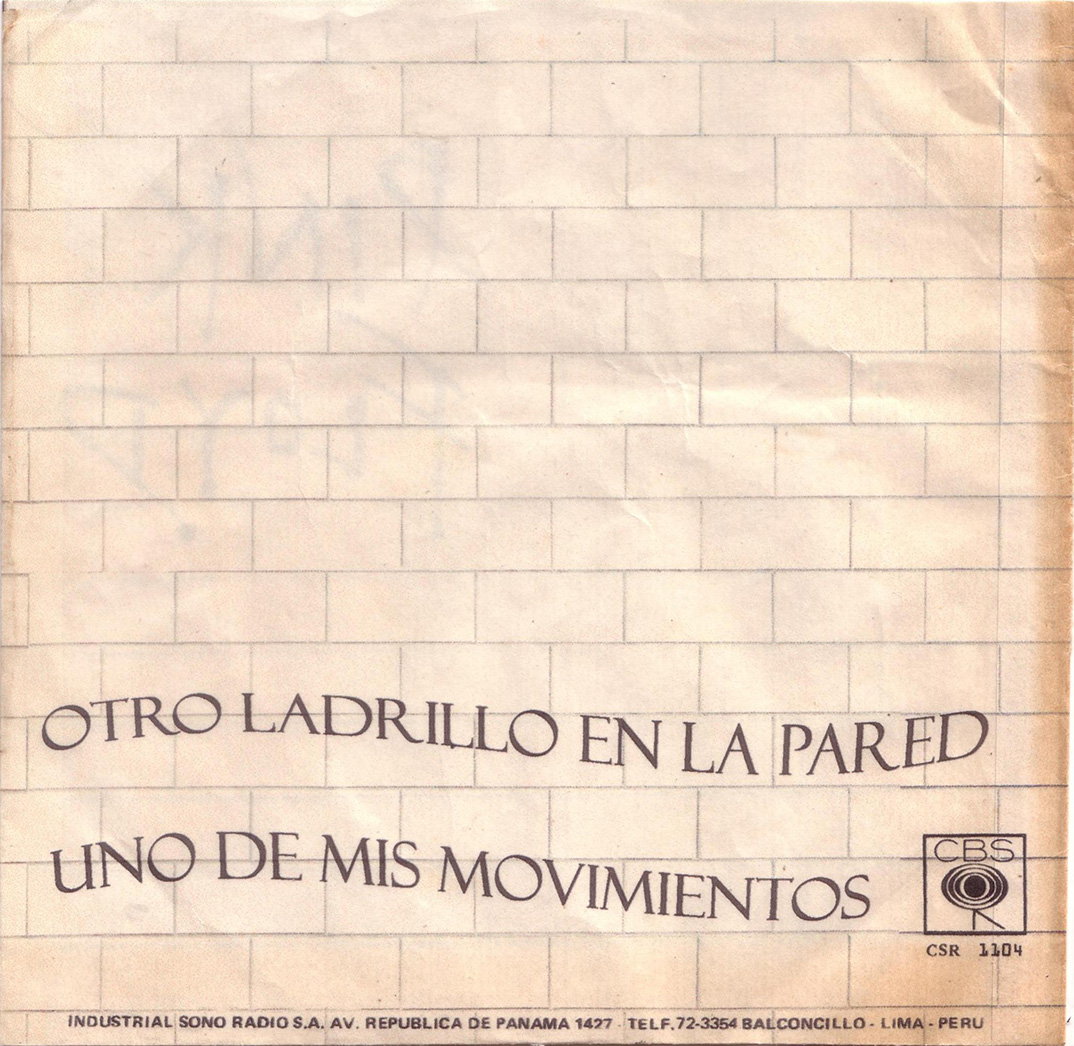 OTRO LADRILLO EN LA PARED
UNO DE MIS MOVIMIENTOS
CBS
CSR 1104
INDUSTRIAL SONO RADIO S.A. AV. REPUBLICA DE PANAMA 1427 - TELF. 72-3354 BALCONCILLO - LIMA - PERU